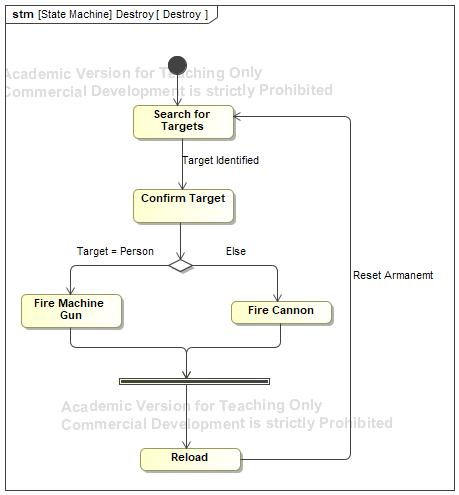 stm [State Machine] Destroy [ Destroy ]
Academic Version for Teaching Only
Commercial Development is strictly Prohibited
Search for
Targets
Target Identified
Confirm Target
Target = Person
Else
Reset Armanemt
Fire Machine
Gun
Fire Cannon
Academic Version for Teaching Only
Commercial Development is strictly Prohibited
Reload